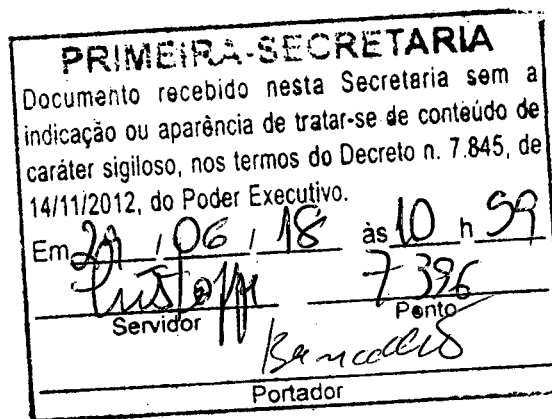 PRIMEIRA-SECRETARIA
Documento recebido nesta Secretaria sem a
indicação ou aparência de tratar-se de conteúdo de
caráter sigiloso, nos termos do Decreto n. 7.845, de
14/11/2012, do Poder Executivo.
Em / 06 / 18 às 10 h 59
7396
Servidor Ponto
Portador